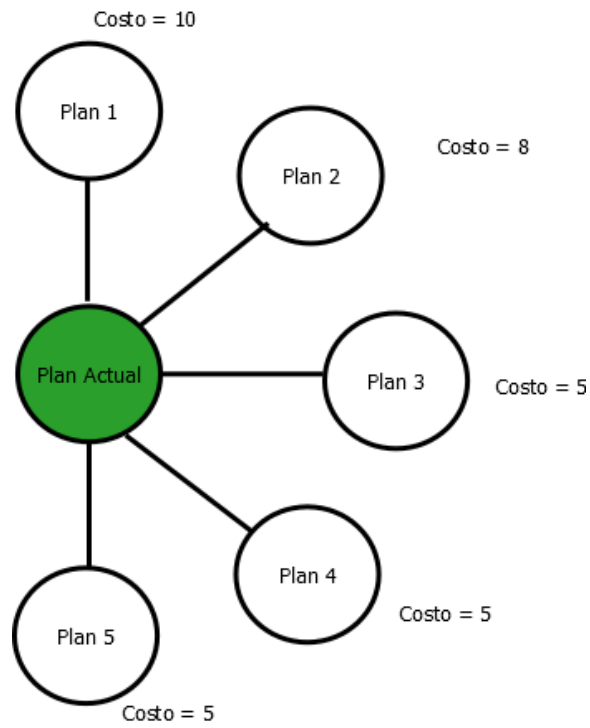 Costo = 10
Plan 1
Plan 2
Costo = 8
Plan Actual
Plan 3
Costo = 5
Plan 4
Costo = 5
Plan 5
Costo = 5